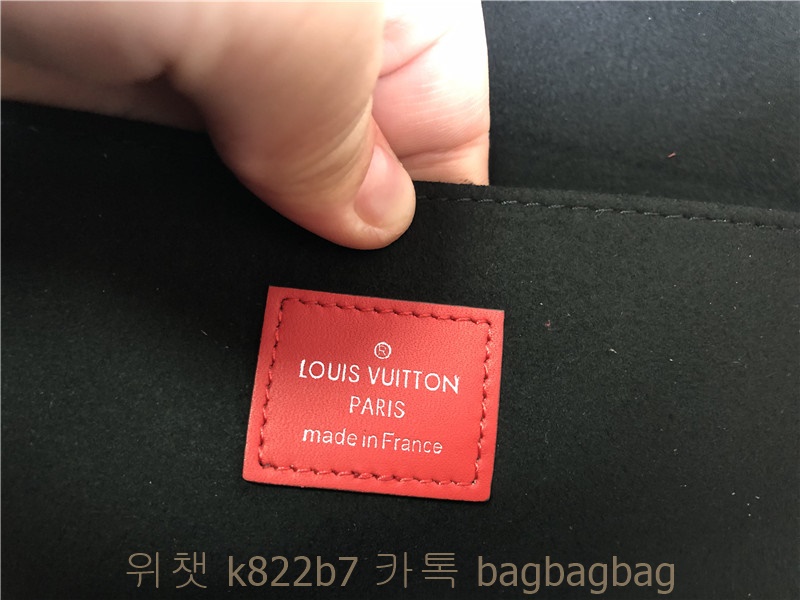 ®
LOUIS VUITTON
PARIS
made in France
위챗 k822b7 카톡 bagbagbag